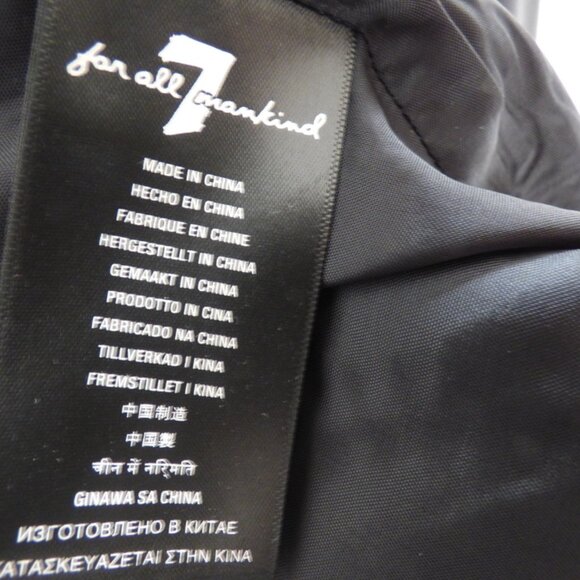 7
for all mankind
MADE IN CHINA
HECHO EN CHINA
FABRIQUE EN CHINE
HERGESTELLT IN CHINA
GEMAAKT IN CHINA
PRODOTTO IN CINA
FABRICADO NA CHINA
TILLVERKAD I KINA
FREMSTILLET I KINA
中国制造
中国製
चीन में नरि्मति
GINAWA SA CHINA
ИЗГОТОВЛЕНО В КИТАЕ
ΚΑΤΑΣΚΕΥΑΖΕΤΑΙ ΣΤΗΝ ΚΙΝΑ